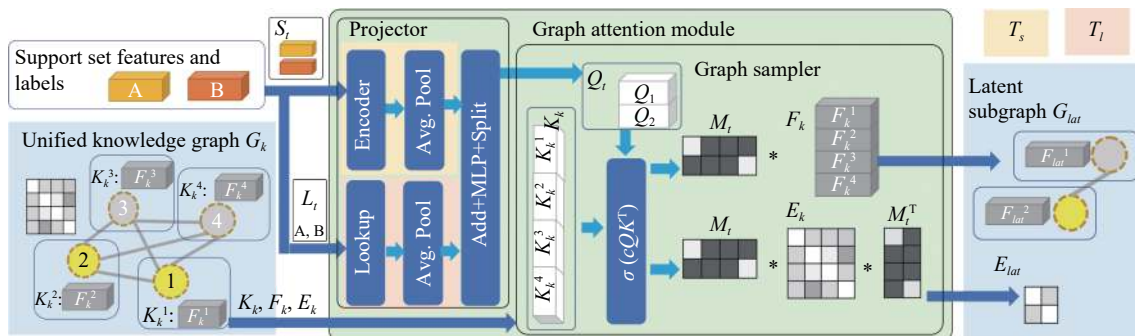 Support set features and
labels
A
B
S_t
Projector
Encoder
Avg. Pool
Lookup
Avg. Pool
Add+MLP+Split
L_t
A, B
Graph attention module
Graph sampler
Q_t
Q_1
Q_2
K_k
K_k^1
K_k^2
K_k^3
K_k^4
σ (cQK^T)
M_t
*
F_k
F_k^1
F_k^2
F_k^3
F_k^4
M_t
*
E_k
*
M_t^T
T_s
T_l
Latent
subgraph G_lat
F_lat^1
F_lat^2
E_lat
Unified knowledge graph G_k
K_k^3: F_k^3
K_k^4: F_k^4
3
4
2
1
K_k^2: F_k^2
K_k^1: F_k^1
K_k, F_k, E_k